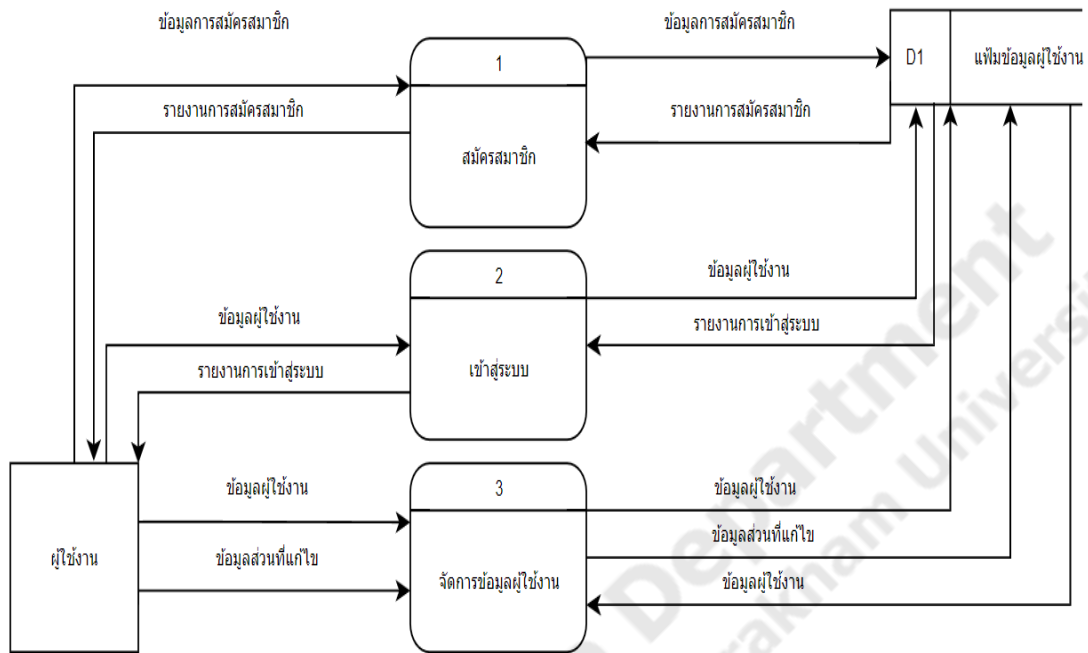 ข้อมูลการสมัครสมาชิก
ข้อมูลการสมัครสมาชิก
1
D1
แฟ้มข้อมูลผู้ใช้งาน
รายงานการสมัครสมาชิก
รายงานการสมัครสมาชิก
สมัครสมาชิก
ข้อมูลผู้ใช้งาน
2
ข้อมูลผู้ใช้งาน
รายงานการเข้าสู่ระบบ
รายงานการเข้าสู่ระบบ
เข้าสู่ระบบ
ข้อมูลผู้ใช้งาน
3
ข้อมูลผู้ใช้งาน
ข้อมูลส่วนที่แก้ไข
ผู้ใช้งาน
ข้อมูลส่วนที่แก้ไข
จัดการข้อมูลผู้ใช้งาน
ข้อมูลผู้ใช้งาน
Department